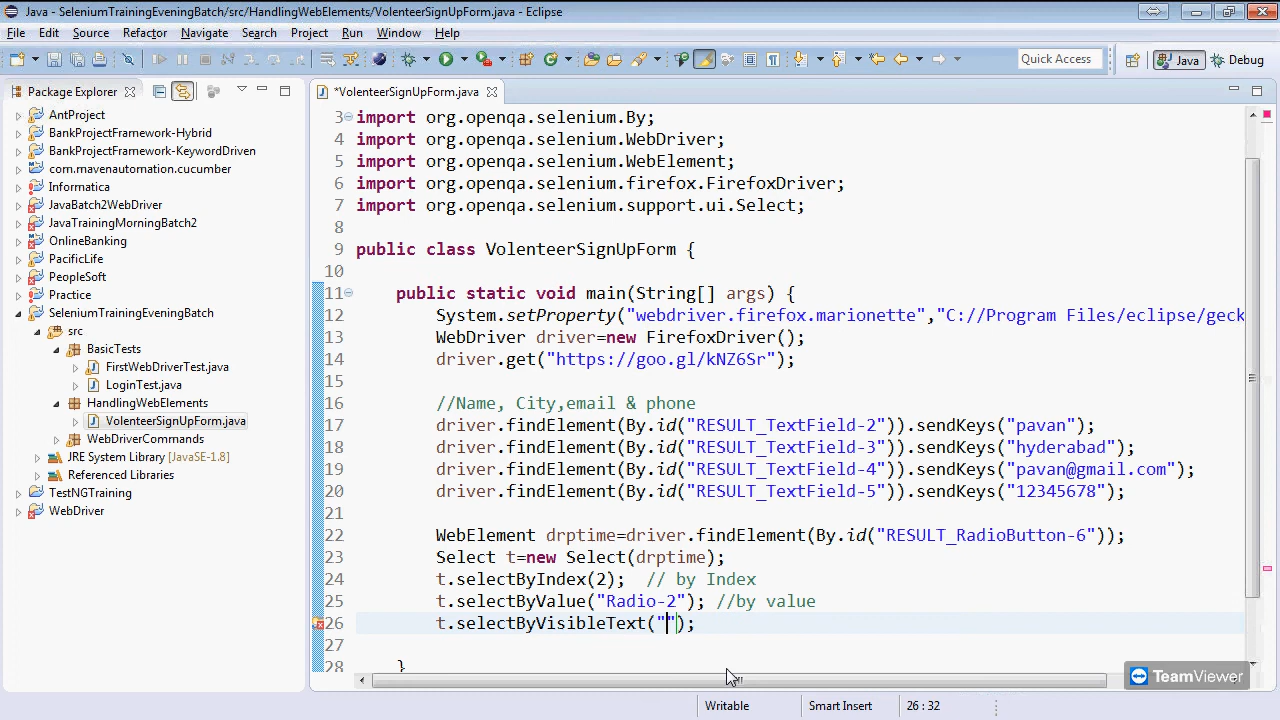 Java - SeleniumTrainingEveningBatch/src/HandlingWebElements/VolenteerSignUpForm.java - Eclipse
File Edit Source Refactor Navigate Search Project Run Window Help
Quick Access Java Debug
Package Explorer
*VolenteerSignUpForm.java
AntProject
BankProjectFramework-Hybrid
BankProjectFramework-KeywordDriven
com.mavenautomation.cucumber
Informatica
JavaBatch2WebDriver
JavaTrainingMorningBatch2
OnlineBanking
PacificLife
PeopleSoft
Practice
SeleniumTrainingEveningBatch
src
BasicTests
FirstWebDriverTest.java
LoginTest.java
HandlingWebElements
VolenteerSignUpForm.java
WebDriverCommands
JRE System Library [JavaSE-1.8]
Referenced Libraries
TestNGTraining
WebDriver
3 import org.openqa.selenium.By;
4 import org.openqa.selenium.WebDriver;
5 import org.openqa.selenium.WebElement;
6 import org.openqa.selenium.firefox.FirefoxDriver;
7 import org.openqa.selenium.support.ui.Select;
8
9 public class VolenteerSignUpForm {
10
11 public static void main(String[] args) {
12 System.setProperty("webdriver.firefox.marionette","C://Program Files/eclipse/geck
13 WebDriver driver=new FirefoxDriver();
14 driver.get("https://goo.gl/kNZ6Sr");
15
16 //Name, City,email & phone
17 driver.findElement(By.id("RESULT_TextField-2")).sendKeys("pavan");
18 driver.findElement(By.id("RESULT_TextField-3")).sendKeys("hyderabad");
19 driver.findElement(By.id("RESULT_TextField-4")).sendKeys("pavan@gmail.com");
20 driver.findElement(By.id("RESULT_TextField-5")).sendKeys("12345678");
21
22 WebElement drptime=driver.findElement(By.id("RESULT_RadioButton-6"));
23 Select t=new Select(drptime);
24 t.selectByIndex(2); // by Index
25 t.selectByValue("Radio-2"); //by value
26 t.selectByVisibleText("");
27
28 }
TeamViewer
Writable Smart Insert 26 : 32